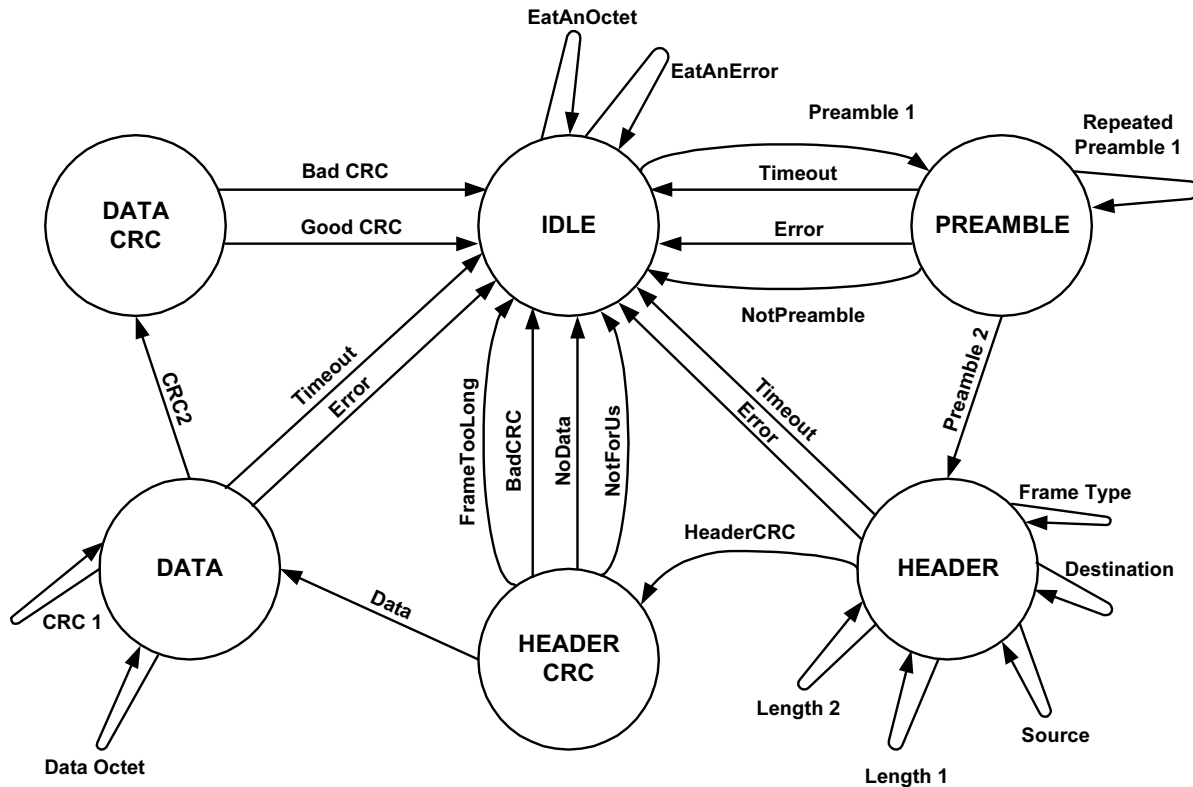 EatAnOctet
EatAnError
Preamble 1
Repeated
Preamble 1
Bad CRC
Timeout
DATA
CRC
IDLE
PREAMBLE
Good CRC
Error
NotPreamble
CRC2
Timeout
Error
FrameTooLong
BadCRC
NoData
NotForUs
Timeout
Error
Preamble 2
Frame Type
HeaderCRC
DATA
HEADER
Destination
CRC 1
Data
HEADER
CRC
Length 2
Source
Data Octet
Length 1